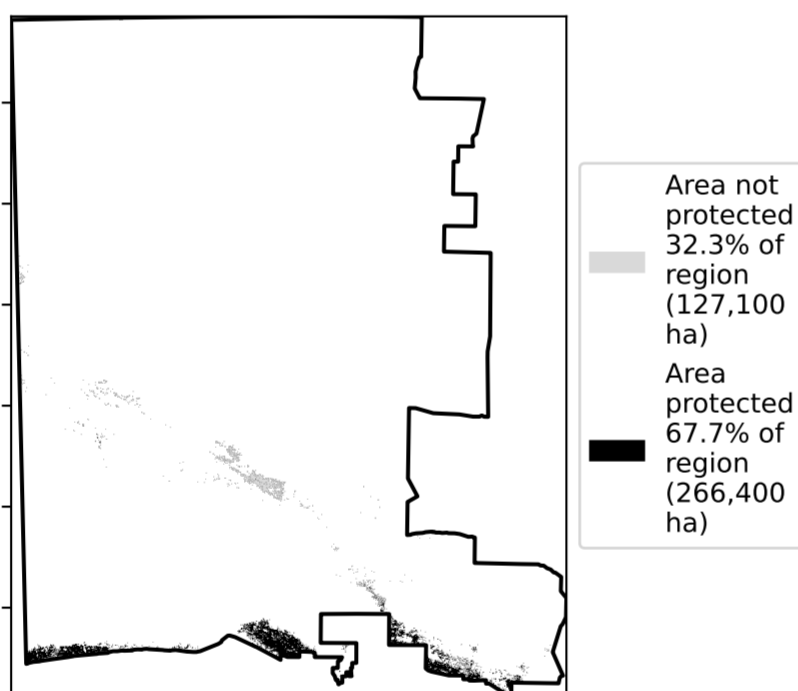 Area not
protected
32.3% of
region
(127,100
ha)
Area
protected
67.7% of
region
(266,400
ha)